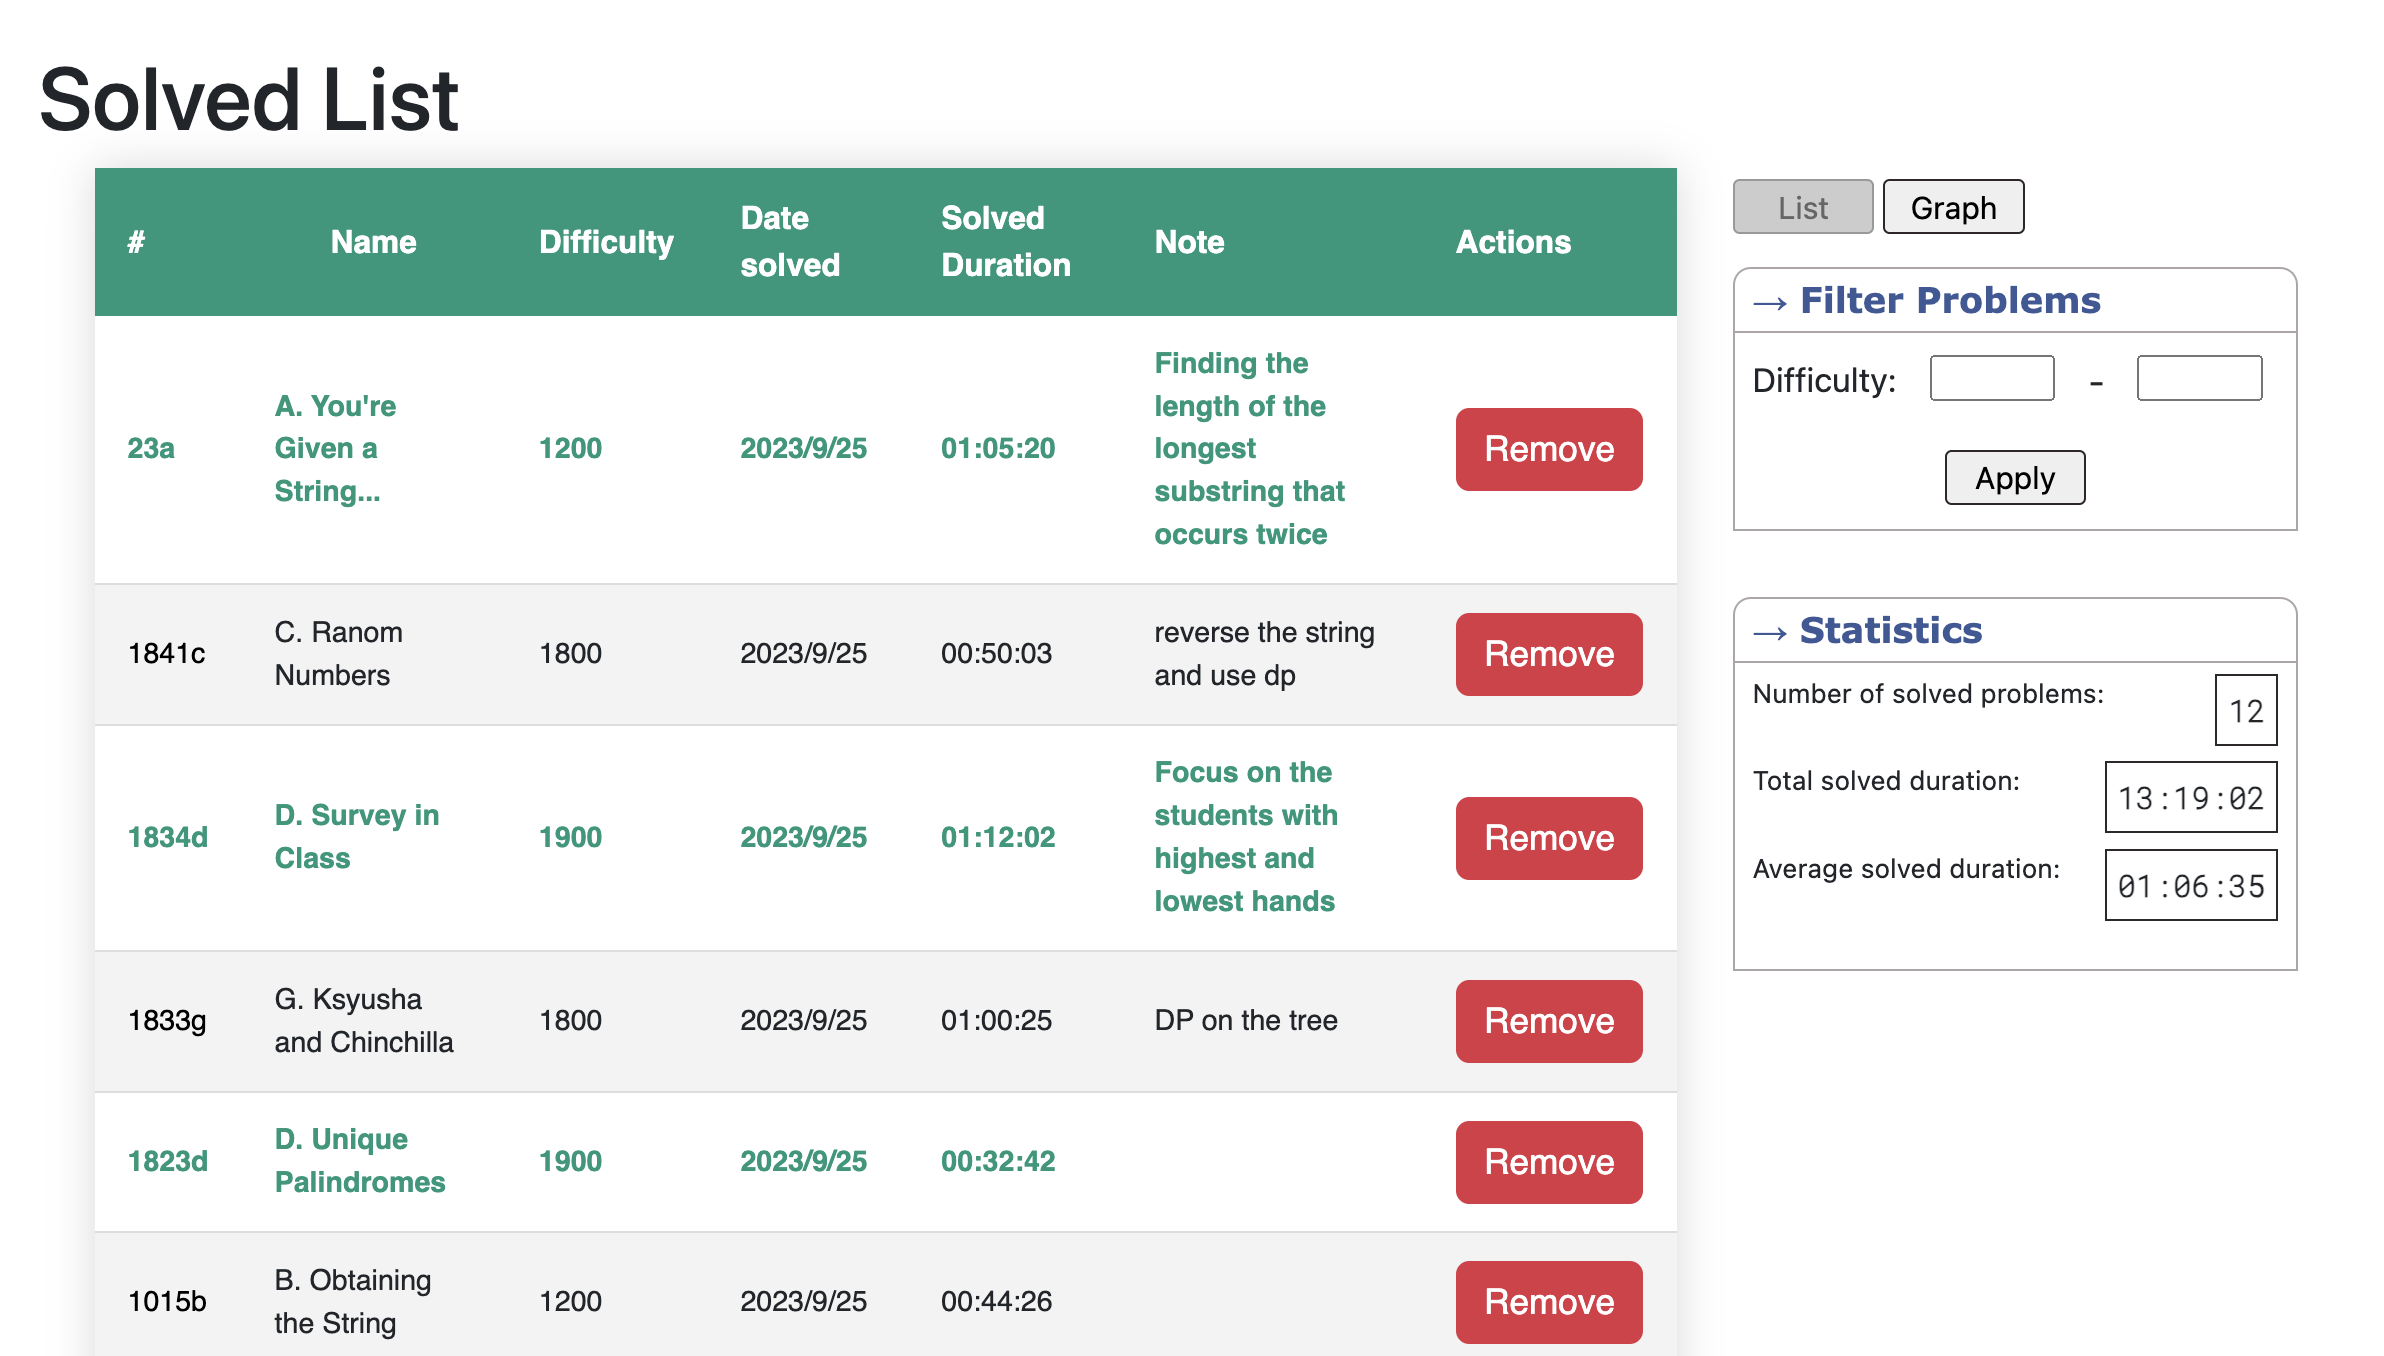 Solved List
# Name Difficulty Date solved Solved Duration Note Actions
23a A. You're Given a String... 1200 2023/9/25 01:05:20 Finding the length of the longest substring that occurs twice Remove
1841c C. Ranom Numbers 1800 2023/9/25 00:50:03 reverse the string and use dp Remove
1834d D. Survey in Class 1900 2023/9/25 01:12:02 Focus on the students with highest and lowest hands Remove
1833g G. Ksyusha and Chinchilla 1800 2023/9/25 01:00:25 DP on the tree Remove
1823d D. Unique Palindromes 1900 2023/9/25 00:32:42 Remove
1015b B. Obtaining the String 1200 2023/9/25 00:44:26 Remove
List Graph
→ Filter Problems
Difficulty: -
Apply
→ Statistics
Number of solved problems: 12
Total solved duration: 13:19:02
Average solved duration: 01:06:35